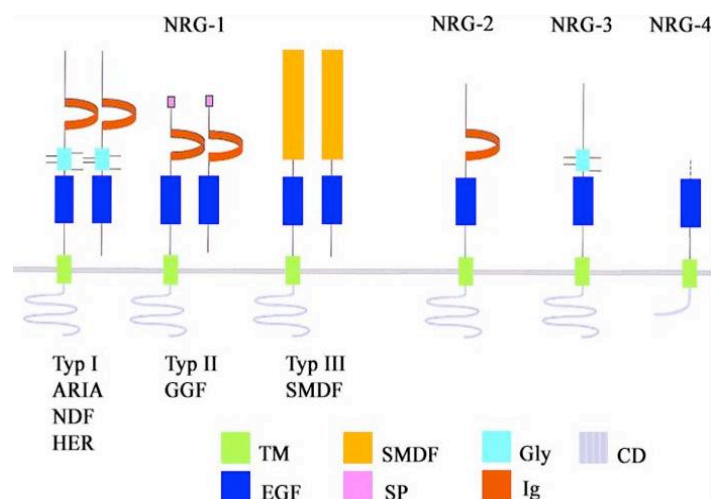 NRG-1 NRG-2 NRG-3 NRG-4
Typ I Typ II Typ III
ARIA GGF SMDF
NDF
HER
TM SMDF Gly CD
EGF SP Ig